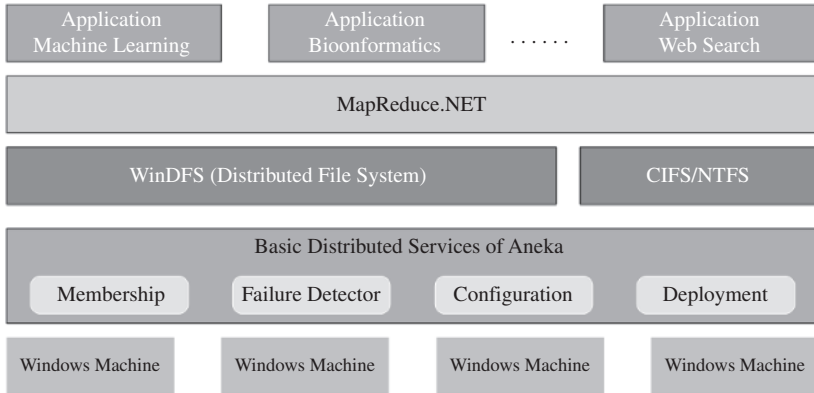 Application
Machine Learning
Application
Bioonformatics
. . . . . .
Application
Web Search
MapReduce.NET
WinDFS (Distributed File System)
CIFS/NTFS
Basic Distributed Services of Aneka
Membership
Failure Detector
Configuration
Deployment
Windows Machine
Windows Machine
Windows Machine
Windows Machine